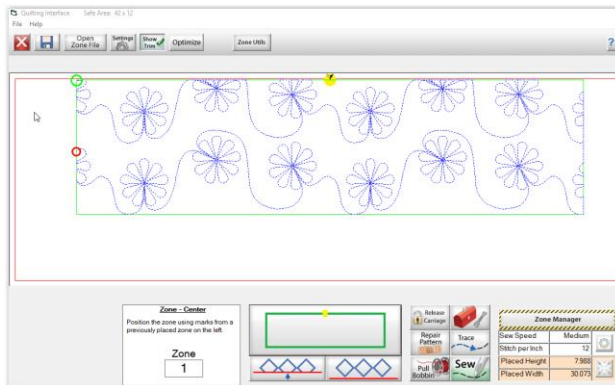 Quilting Interface Safe Area: 42 x 12
File Help
Open Zone File
Settings
Show Trim
Optimize
Zone Utils
?
Zone - Center
Position the zone using marks from a
previously placed zone on the left.
Zone
1
Release Carriage
Repair Pattern
Trace
Pull Bobbin
Sew
Zone Manager
Sew Speed Medium
Stitch per Inch 12
Placed Height 7.988
Placed Width 30.073